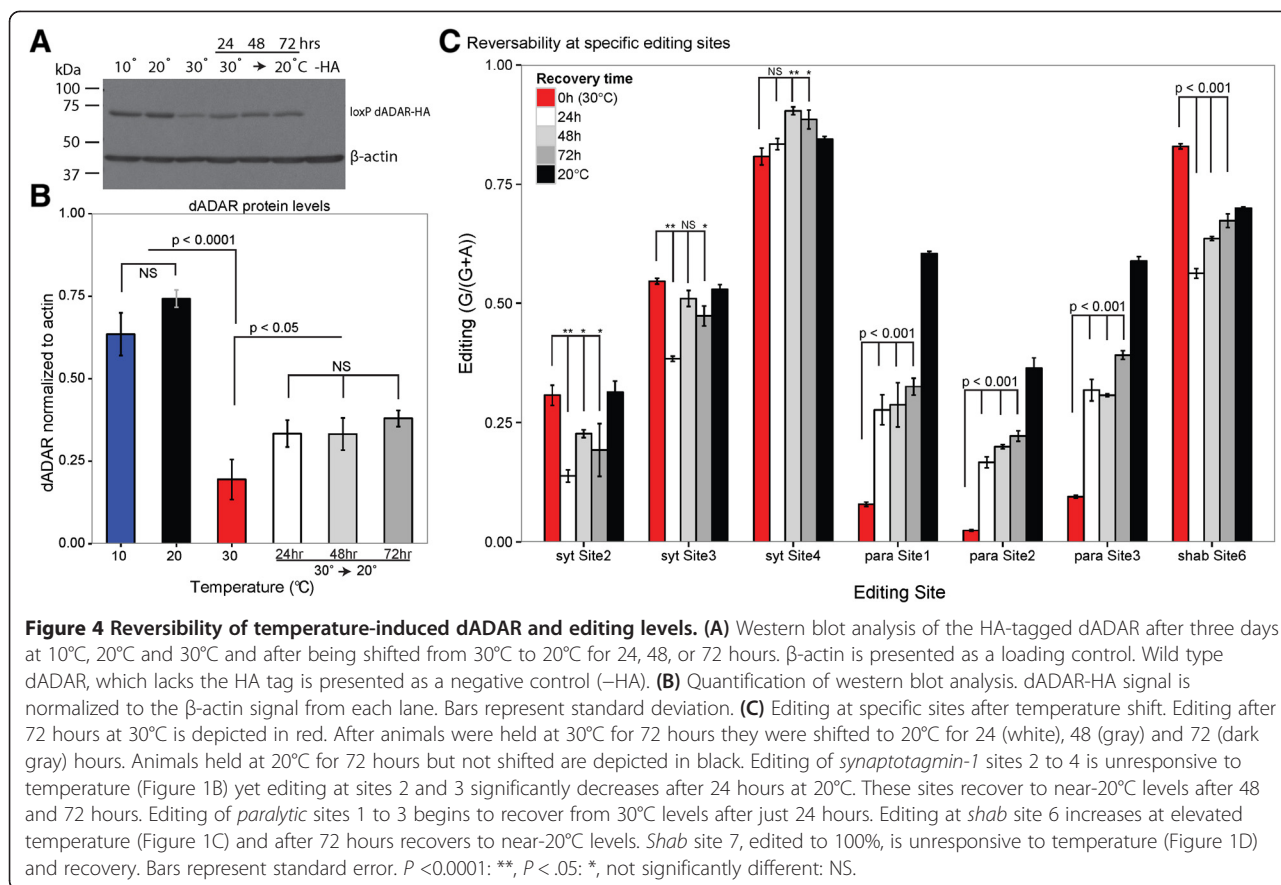 A
24 48 72 hrs
10° 20° 30° 30° → 20°C -HA
kDa
100
75
50
37
loxP dADAR-HA
β-actin
B
dADAR protein levels
1.00
0.75
0.50
0.25
0.00
dADAR normalized to actin
p < 0.0001
NS
p < 0.05
NS
10 20 30 24hr 48hr 72hr
30° → 20°
Temperature (°C)
C Reversability at specific editing sites
1.00
0.75
0.50
0.25
0.00
Editing (G/(G+A))
Recovery time
0h (30°C)
24h
48h
72h
20°C
** * *
** NS *
NS ** *
p < 0.001
p < 0.001
p < 0.001
p < 0.001
syt Site2 syt Site3 syt Site4 para Site1 para Site2 para Site3 shab Site6
Editing Site
Figure 4 Reversibility of temperature-induced dADAR and editing levels. (A) Western blot analysis of the HA-tagged dADAR after three days
at 10°C, 20°C and 30°C and after being shifted from 30°C to 20°C for 24, 48, or 72 hours. β-actin is presented as a loading control. Wild type
dADAR, which lacks the HA tag is presented as a negative control (−HA). (B) Quantification of western blot analysis. dADAR-HA signal is
normalized to the β-actin signal from each lane. Bars represent standard deviation. (C) Editing at specific sites after temperature shift. Editing after
72 hours at 30°C is depicted in red. After animals were held at 30°C for 72 hours they were shifted to 20°C for 24 (white), 48 (gray) and 72 (dark
gray) hours. Animals held at 20°C for 72 hours but not shifted are depicted in black. Editing of synaptotagmin-1 sites 2 to 4 is unresponsive to
temperature (Figure 1B) yet editing at sites 2 and 3 significantly decreases after 24 hours at 20°C. These sites recover to near-20°C levels after 48
and 72 hours. Editing of paralytic sites 1 to 3 begins to recover from 30°C levels after just 24 hours. Editing at shab site 6 increases at elevated
temperature (Figure 1C) and after 72 hours recovers to near-20°C levels. Shab site 7, edited to 100%, is unresponsive to temperature (Figure 1D)
and recovery. Bars represent standard error. P <0.0001: **, P < .05: *, not significantly different: NS.